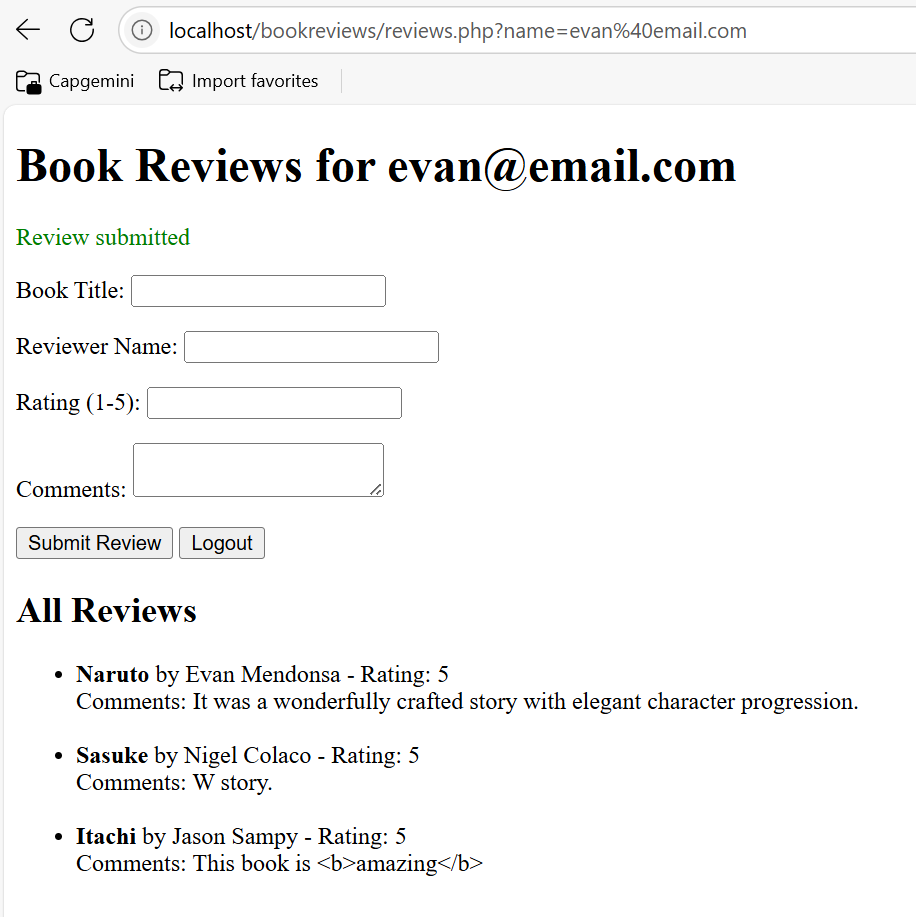 localhost/bookreviews/reviews.php?name=evan%40email.com
Capgemini Import favorites
Book Reviews for evan@email.com
Review submitted
Book Title:
Reviewer Name:
Rating (1-5):
Comments:
Submit Review Logout
All Reviews
• Naruto by Evan Mendonsa - Rating: 5
Comments: It was a wonderfully crafted story with elegant character progression.
• Sasuke by Nigel Colaco - Rating: 5
Comments: W story.
• Itachi by Jason Sampy - Rating: 5
Comments: This book is <b>amazing</b>